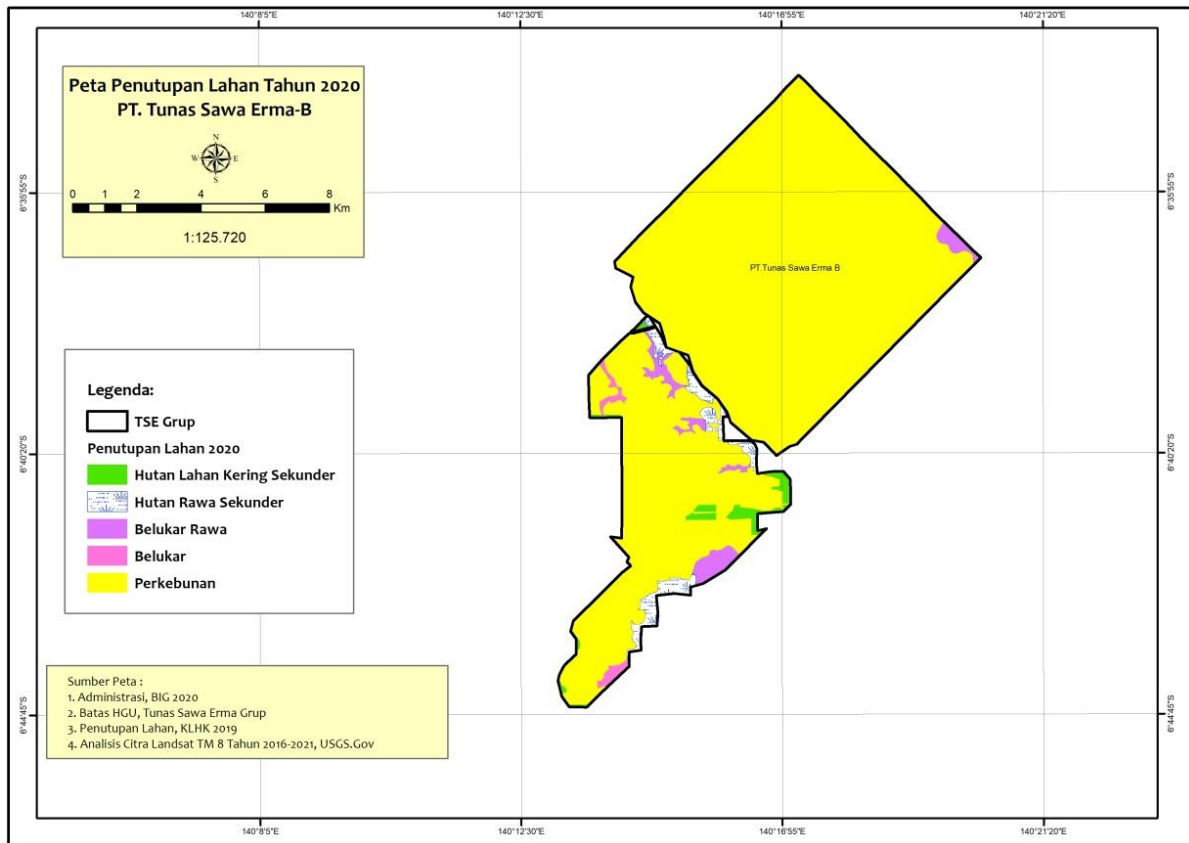 140°8'5"E
140°12'30"E
140°16'55"E
140°21'20"E
Peta Penutupan Lahan Tahun 2020
PT. Tunas Sawa Erma-B
N
W E
S
0 1 2 4 6 8
Km
1:125.720
6°35'55"S
6°35'55"S
PT.Tunas Sawa Erma B
Legenda:
TSE Grup
Penutupan Lahan 2020
Hutan Lahan Kering Sekunder
Hutan Rawa Sekunder
Belukar Rawa
Belukar
Perkebunan
6°40'20"S
6°40'20"S
Sumber Peta :
1. Administrasi, BIG 2020
2. Batas HGU, Tunas Sawa Erma Grup
3. Penutupan Lahan, KLHK 2019
4. Analisis Citra Landsat TM 8 Tahun 2016-2021, USGS.Gov
6°44'45"S
6°44'45"S
140°8'5"E
140°12'30"E
140°16'55"E
140°21'20"E